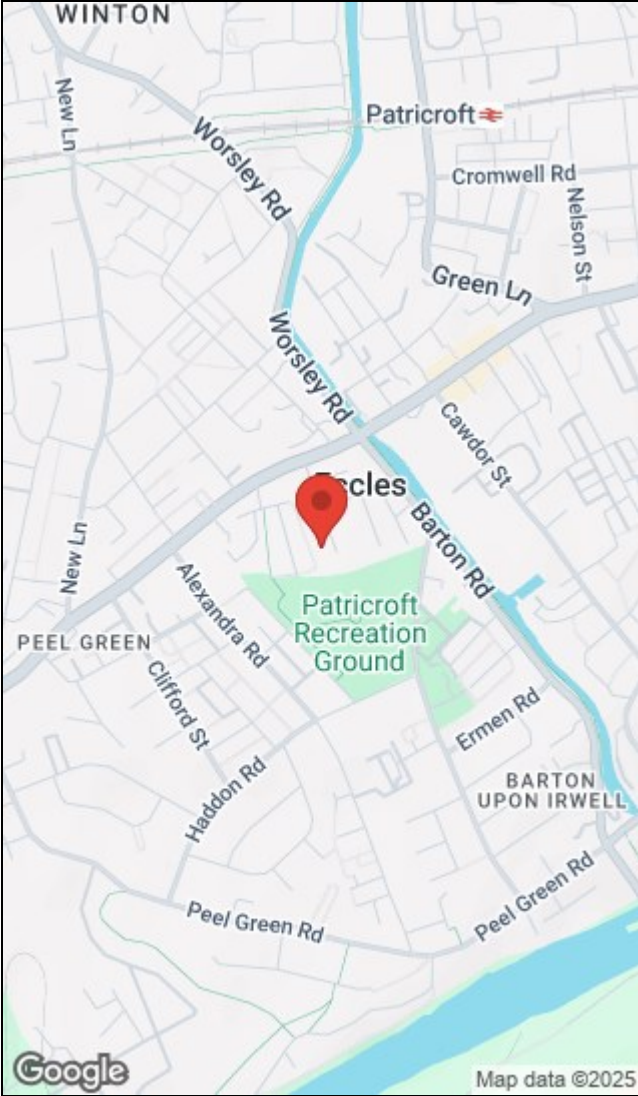 WINTON
New Ln
Patricroft
Worsley Rd
Cromwell Rd
Nelson St
Green Ln
Worsley Rd
Cawdor St
Eccles
Barton Rd
New Ln
Alexandra Rd
Patricroft
Recreation
Ground
PEEL GREEN
Clifford St
Ermen Rd
Haddon Rd
BARTON
UPON IRWELL
Peel Green Rd
Peel Green Rd
Google
Map data ©2025